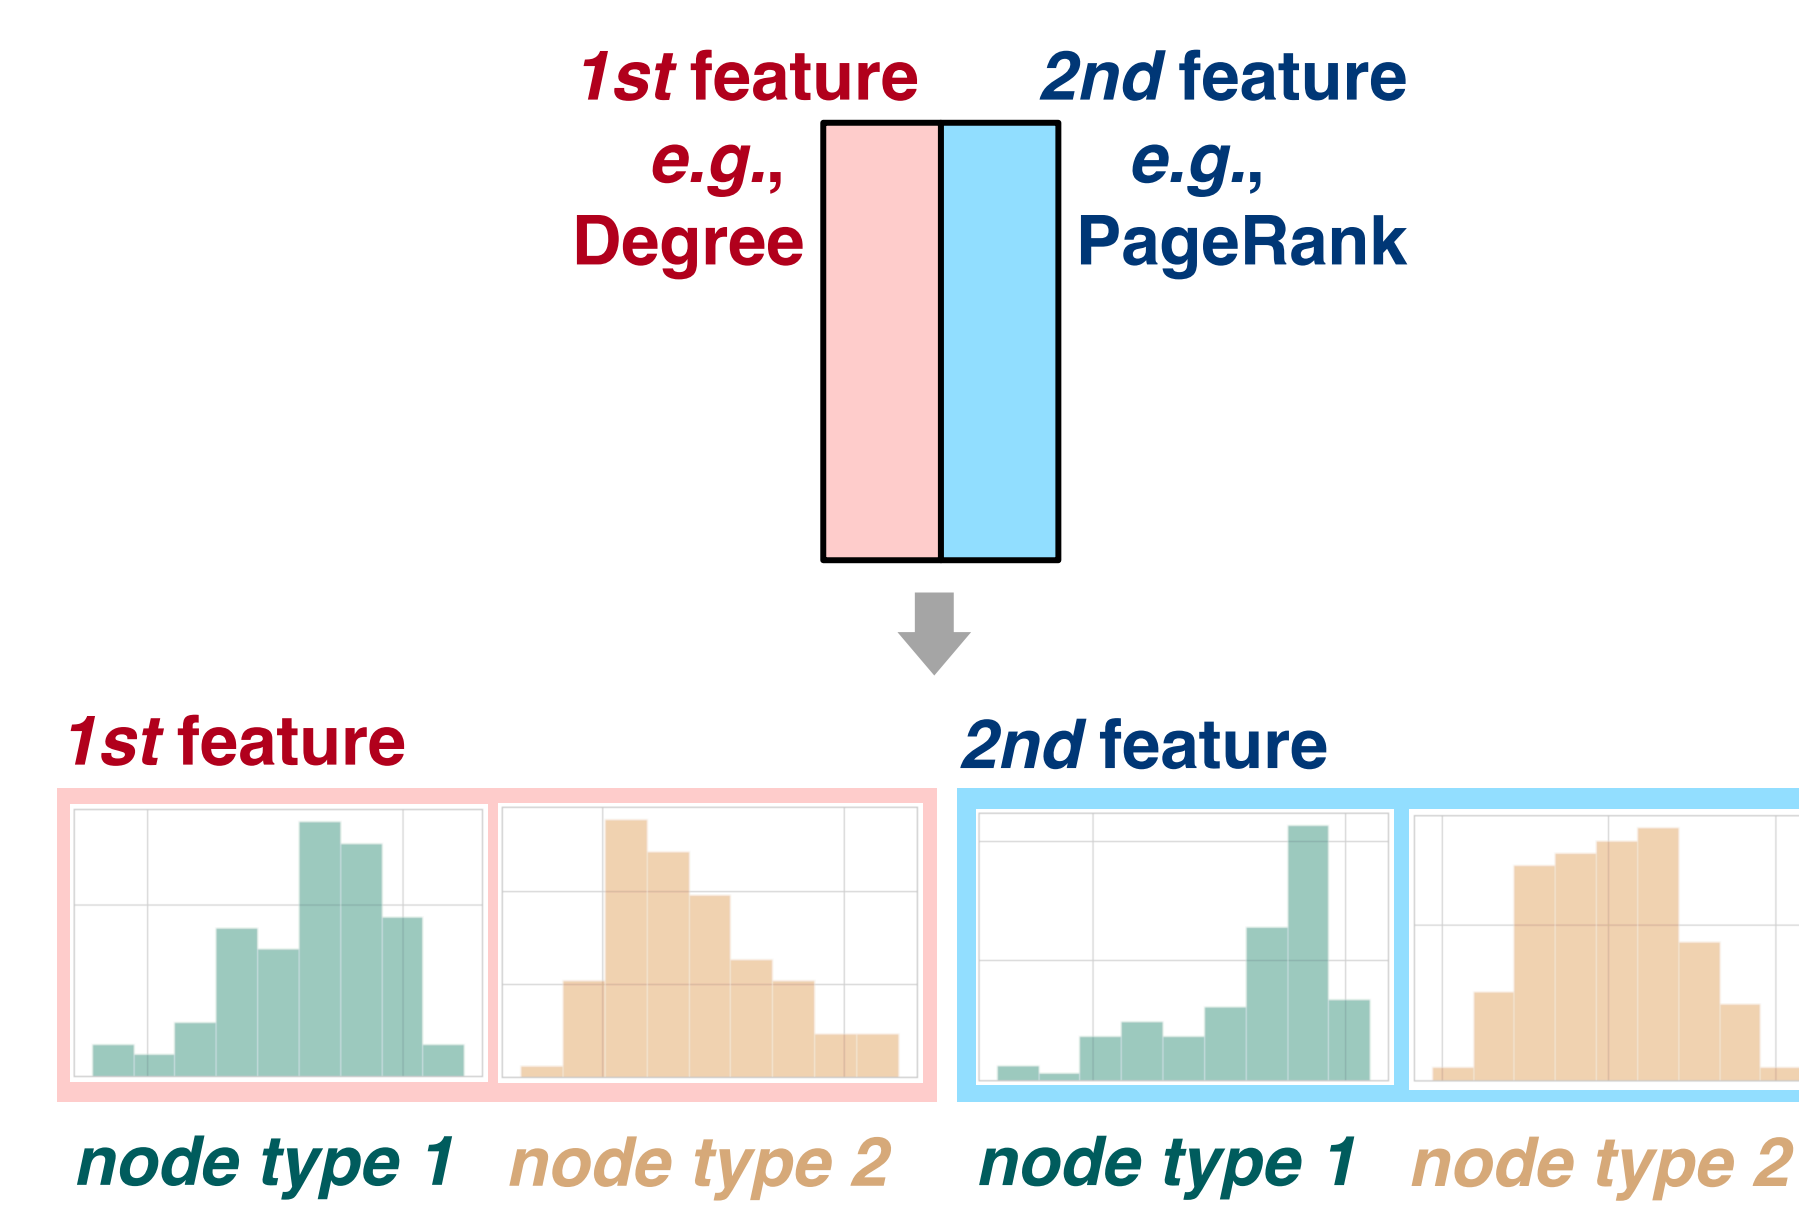 1st feature
e.g.,
Degree
2nd feature
e.g.,
PageRank
1st feature
2nd feature
node type 1
node type 2
node type 1
node type 2